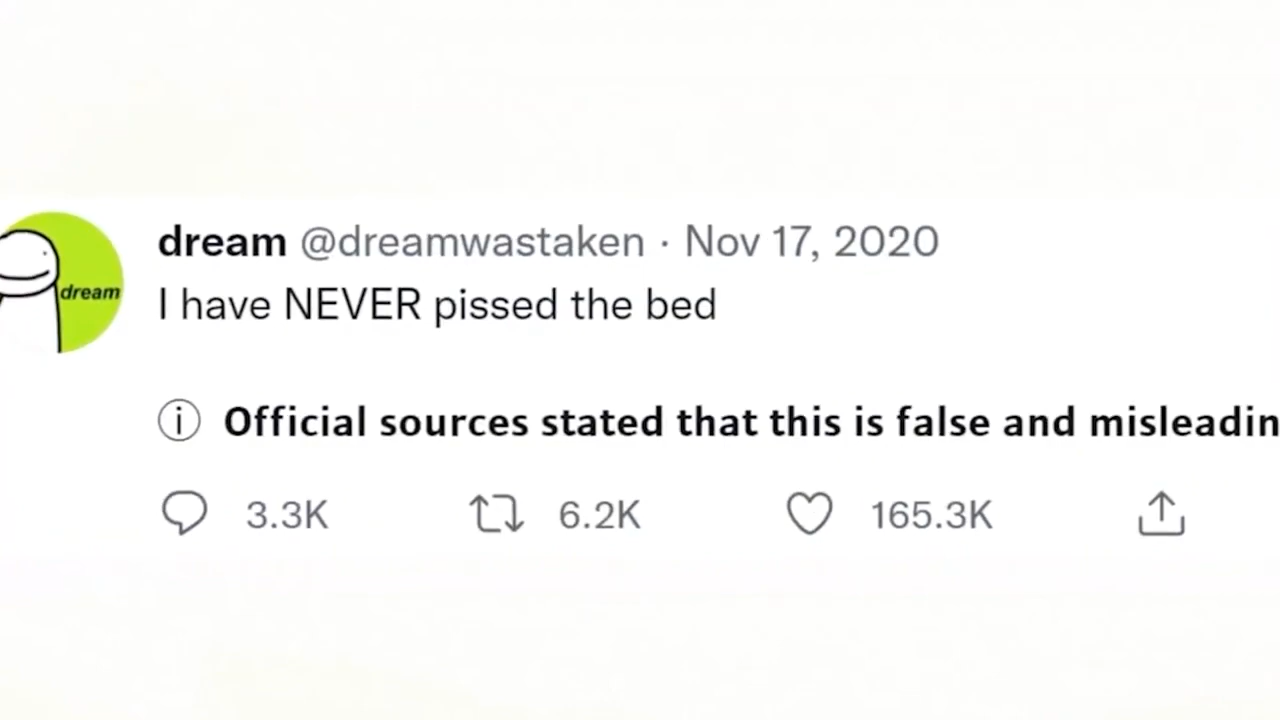 dream @dreamwastaken · Nov 17, 2020
I have NEVER pissed the bed
dream
Official sources stated that this is false and misleadin
3.3K 6.2K 165.3K